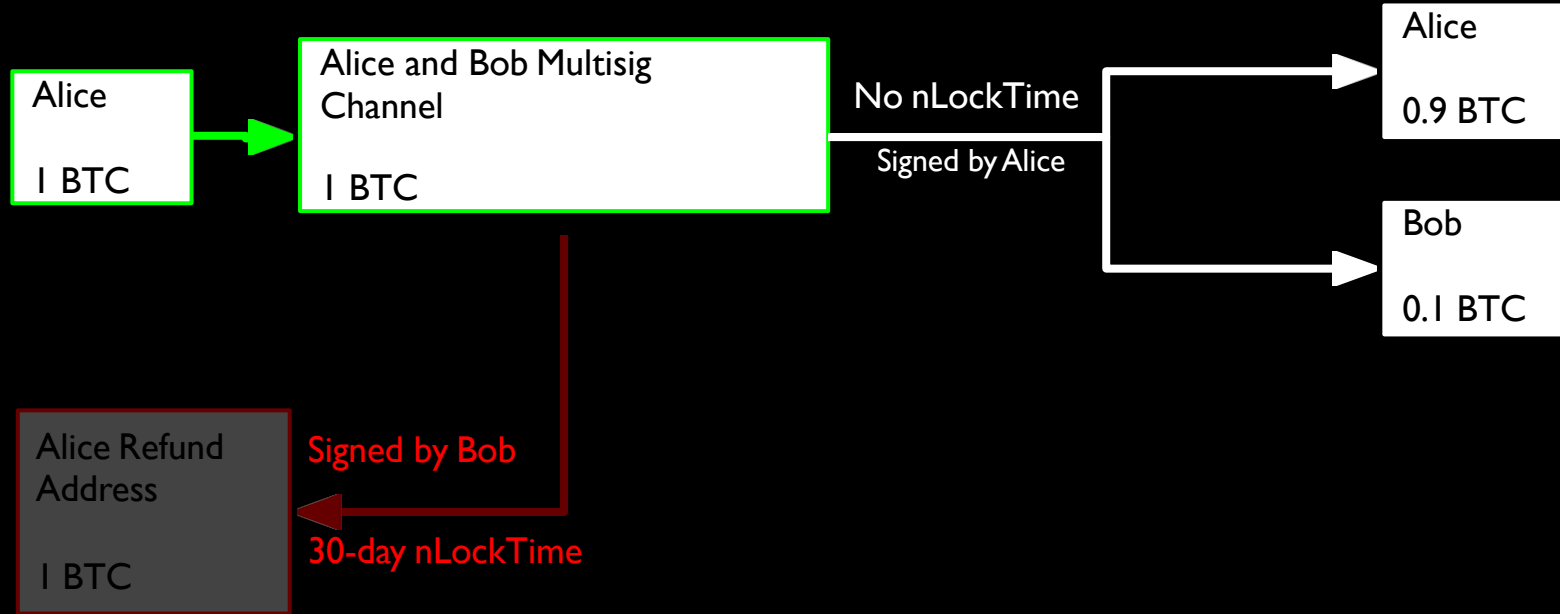 Alice
1 BTC
Alice and Bob Multisig
Channel
1 BTC
No nLockTime
Signed by Alice
Alice
0.9 BTC
Bob
0.1 BTC
Alice Refund
Address
1 BTC
Signed by Bob
30-day nLockTime